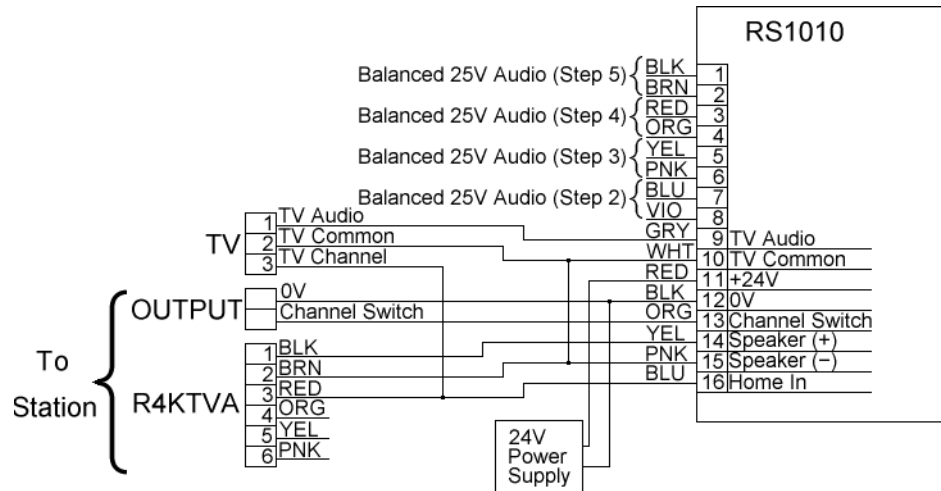 RS1010
Balanced 25V Audio (Step 5)
BLK
1
BRN
2
Balanced 25V Audio (Step 4)
RED
3
ORG
4
Balanced 25V Audio (Step 3)
YEL
5
PNK
6
Balanced 25V Audio (Step 2)
BLU
7
VIO
8
GRY
9 TV Audio
WHT
10 TV Common
RED
11 +24V
BLK
12 0V
ORG
13 Channel Switch
YEL
14 Speaker (+)
PNK
15 Speaker (−)
BLU
16 Home In
TV
1 TV Audio
2 TV Common
3 TV Channel
To
Station
OUTPUT
0V
Channel Switch
R4KTVA
1 BLK
2 BRN
3 RED
4 ORG
5 YEL
6 PNK
24V
Power
Supply